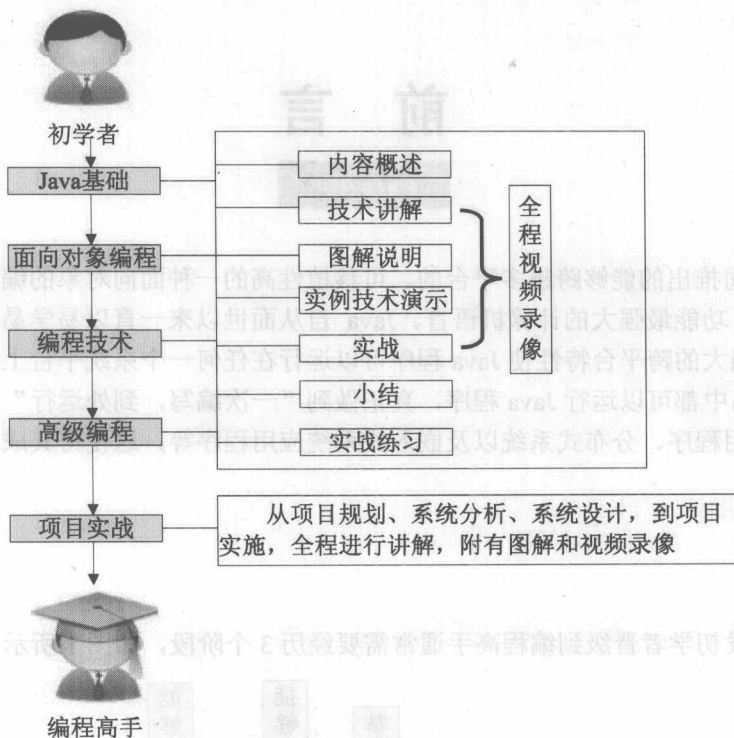 初学者
Java基础
面向对象编程
编程技术
高级编程
项目实战
编程高手
内容概述
技术讲解
图解说明
实例技术演示
实战
小结
实战练习
全程视频录像
从项目规划、系统分析、系统设计，到项目
实施，全程进行讲解，附有图解和视频录像